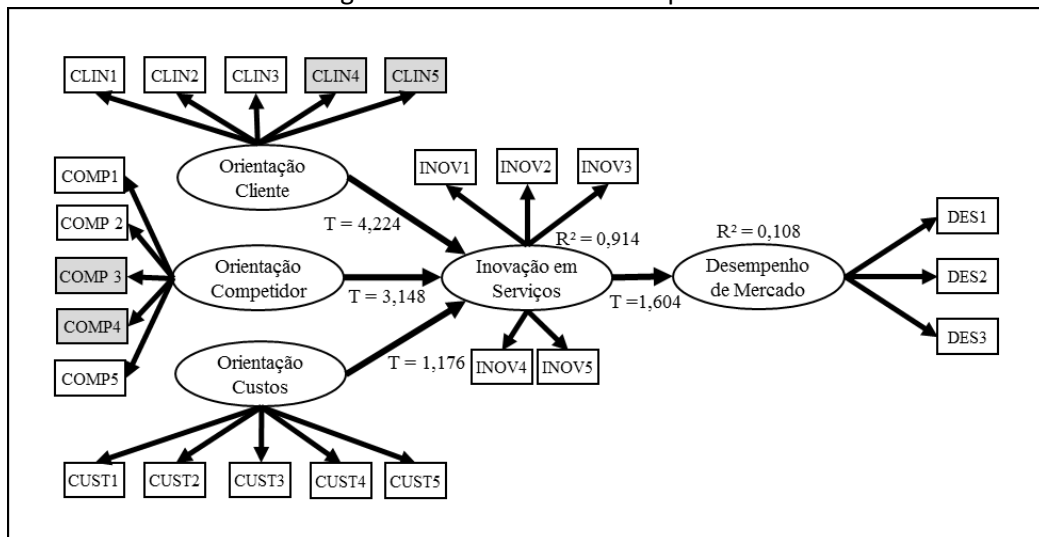 CLIN1
CLIN2
CLIN3
CLIN4
CLIN5
Orientação
Cliente
COMP1
COMP 2
COMP 3
COMP4
COMP5
Orientação
Competidor
Orientação
Custos
CUST1
CUST2
CUST3
CUST4
CUST5
T = 4,224
T = 3,148
T = 1,176
INOV1
INOV2
INOV3
R² = 0,914
Inovação em
Serviços
INOV4
INOV5
T =1,604
R² = 0,108
Desempenho
de Mercado
DES1
DES2
DES3